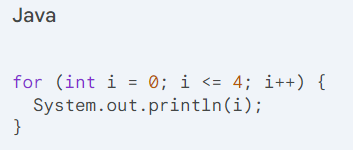 Java
for (int i = 0; i <= 4; i++) {
  System.out.println(i);
}